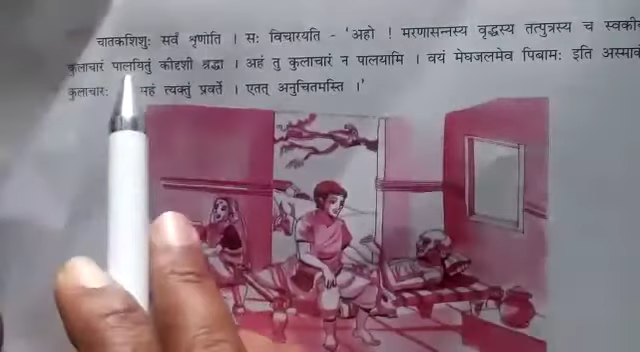 चातकशिशुः सर्वं शृणोति । सः विचारयति - 'अहो ! मरणासन्नस्य वृद्धस्य तत्पुत्रस्य च स्वकीय
कुलाचारं पालयितुं कीदृशी श्रद्धा । अहं तु कुलाचारं न पालयामि । वयं मेघजलमेव पिबामः इति अस्माकं
कुलाचारः त्यक्तुं प्रवर्ते । एतत् अनुचितमस्ति ।'